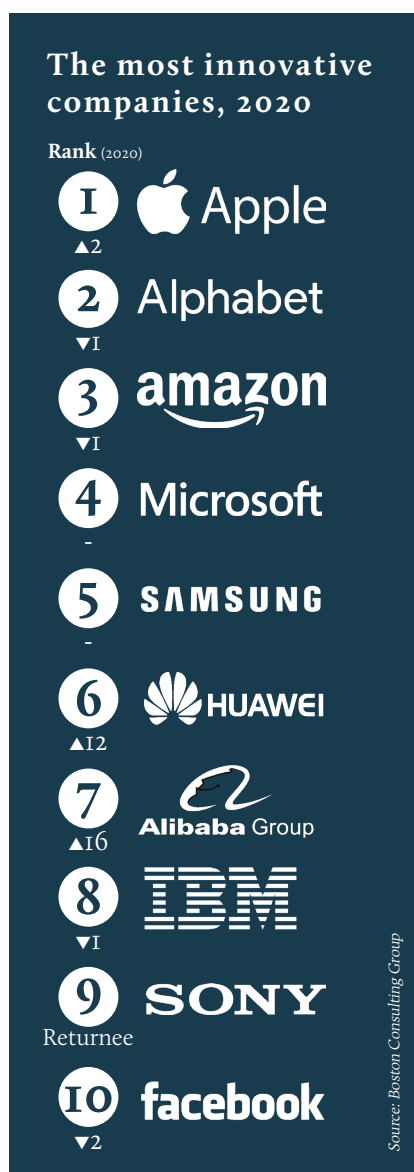 The most innovative
companies, 2020
Rank (2020)
1 Apple
▲2
2 Alphabet
▼1
3 amazon
▼1
4 Microsoft
-
5 SAMSUNG
-
6 HUAWEI
▲12
7 Alibaba Group
▲16
8 IBM
▼1
9 SONY
Returnee
10 facebook
▼2
Source: Boston Consulting Group